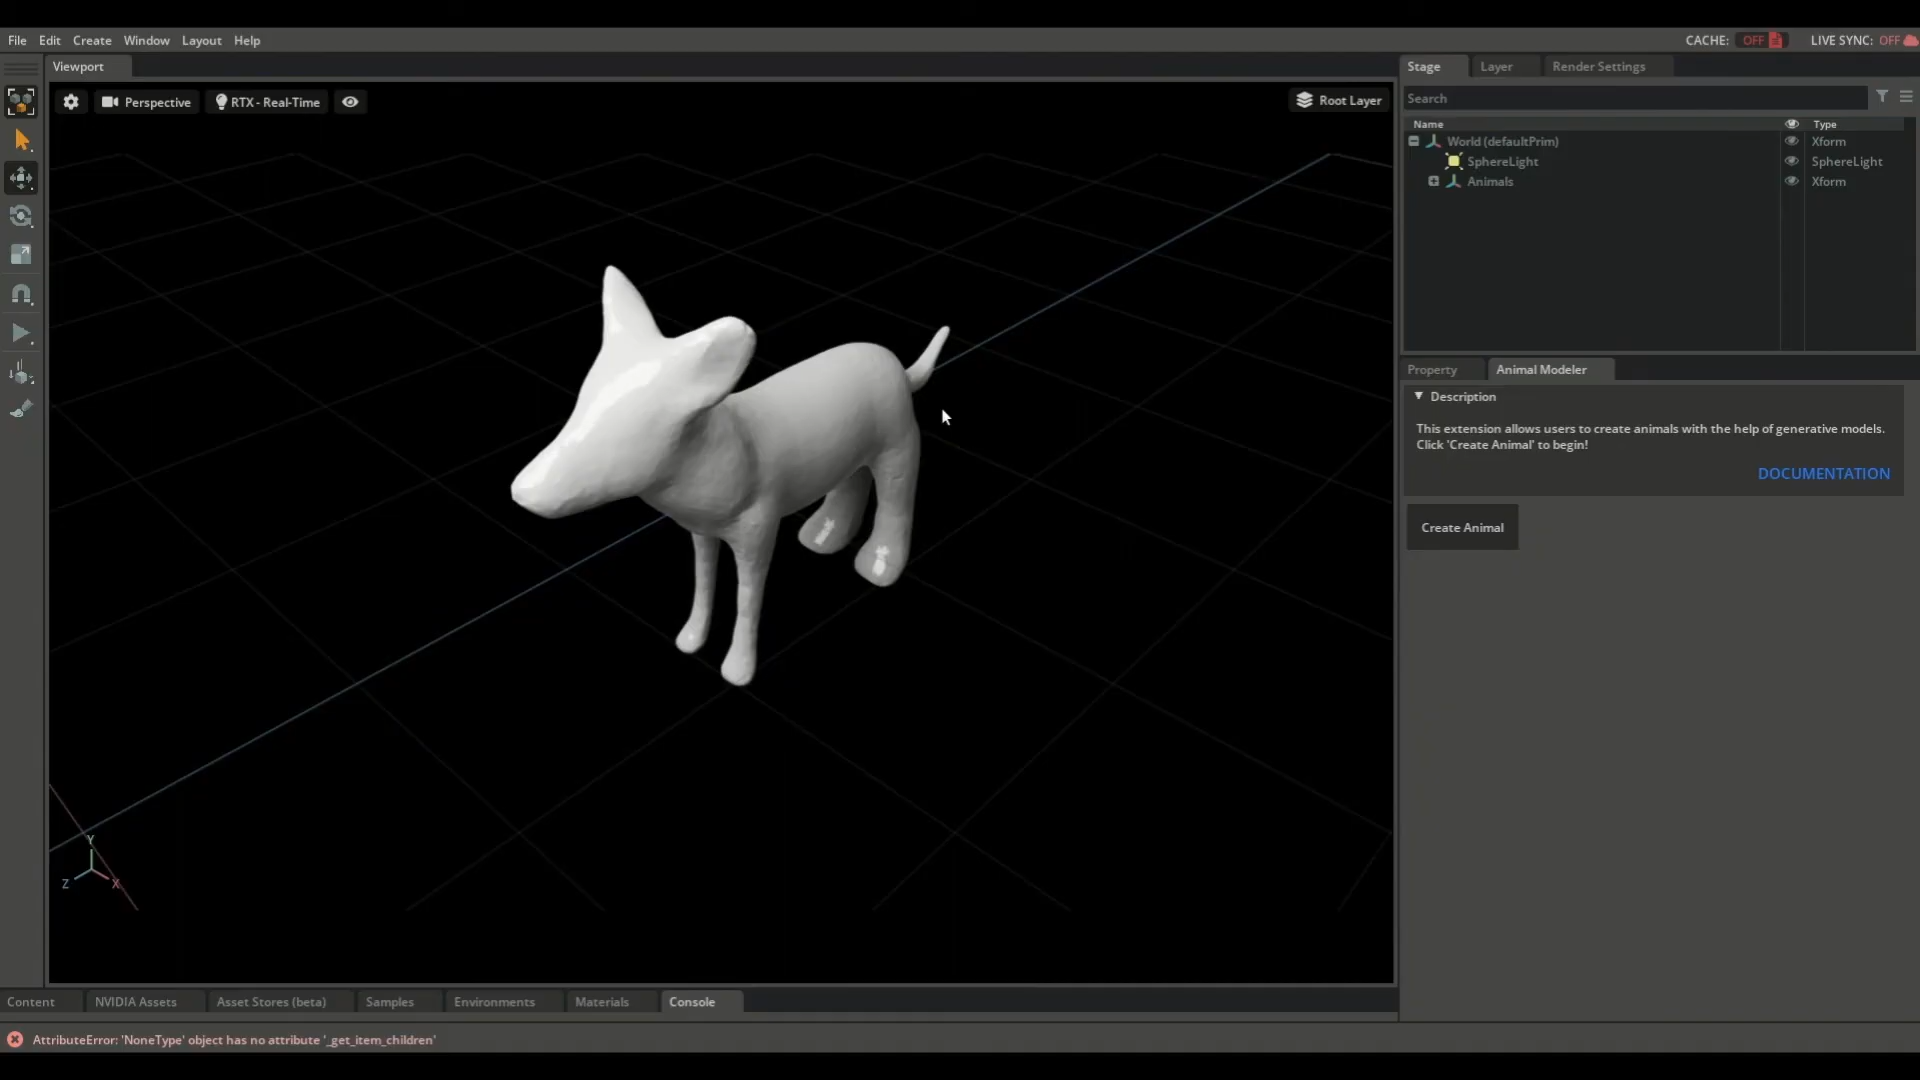 File Edit Create Window Layout Help
CACHE: OFF LIVE SYNC: OFF
Viewport
Stage Layer Render Settings
Perspective RTX - Real-Time
Root Layer
Search
Name Type
World (defaultPrim) Xform
SphereLight SphereLight
Animals Xform
Property Animal Modeler
Description
This extension allows users to create animals with the help of generative models.
Click 'Create Animal' to begin!
DOCUMENTATION
Create Animal
Y
Z X
Content NVIDIA Assets Asset Stores (beta) Samples Environments Materials Console
AttributeError: 'NoneType' object has no attribute '_get_item_children'